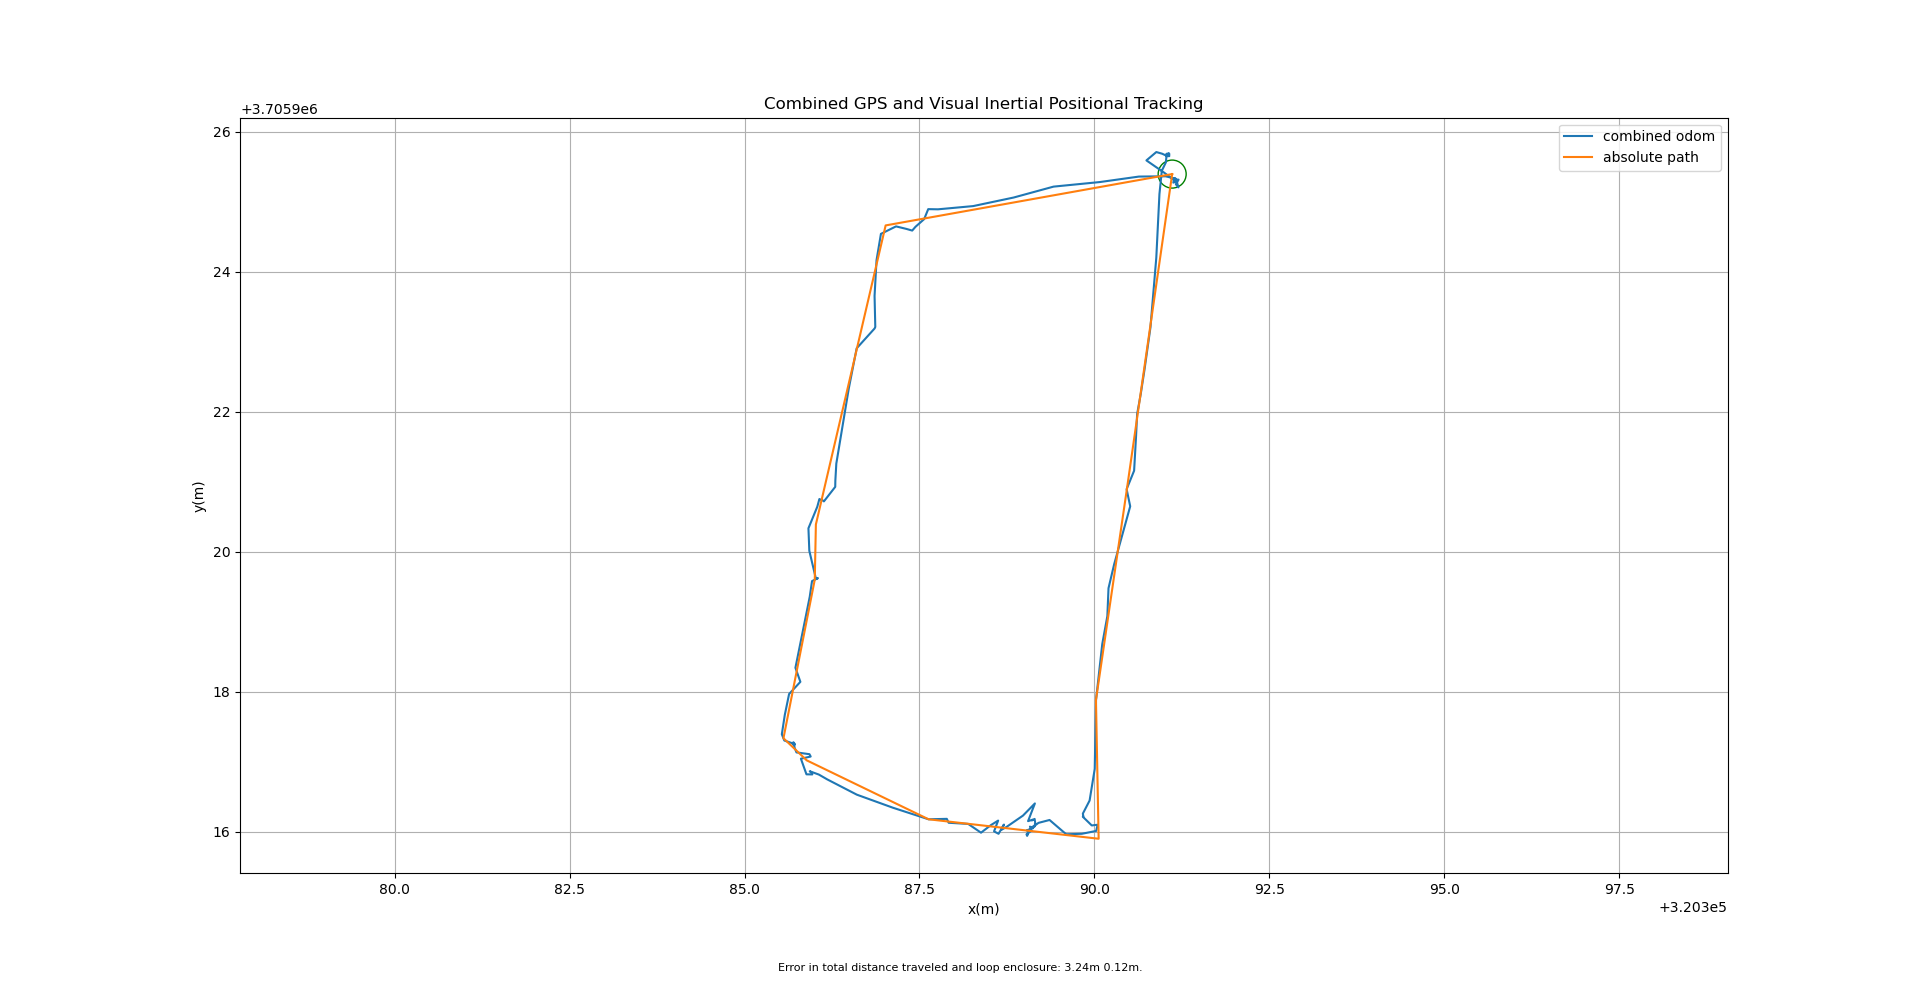 Combined GPS and Visual Inertial Positional Tracking
+3.7059e6
combined odom
absolute path
26
24
22
20
18
16
y(m)
80.0 82.5 85.0 87.5 90.0 92.5 95.0 97.5
x(m)
+3.203e5
Error in total distance traveled and loop enclosure: 3.24m 0.12m.